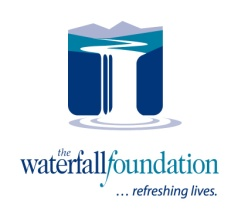 the
waterfallfoundation
... refreshing lives.